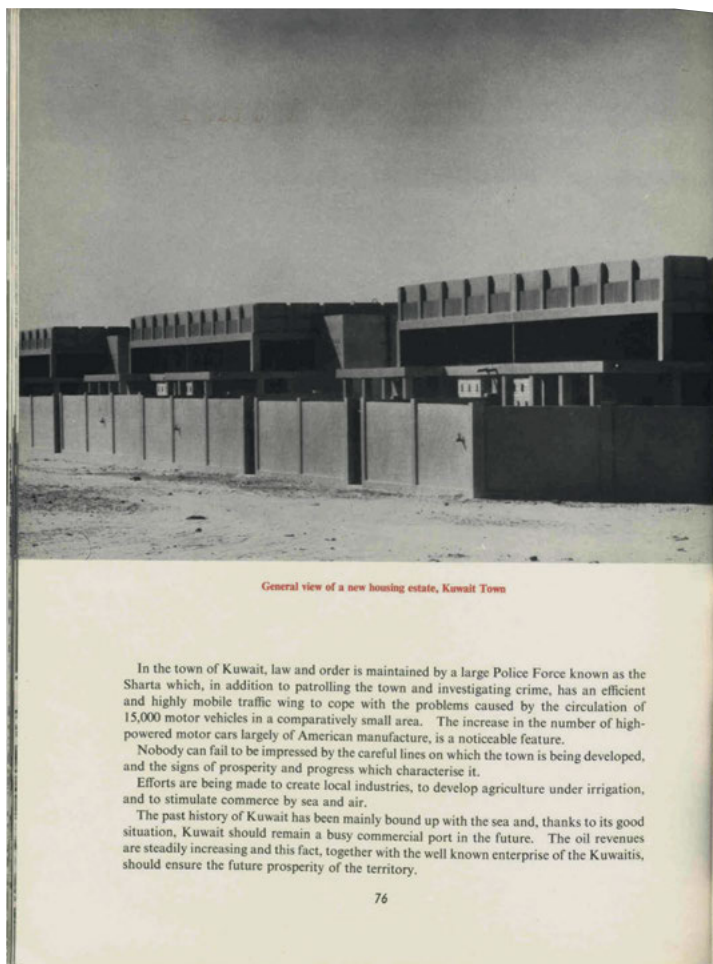 General view of a new housing estate, Kuwait Town
In the town of Kuwait, law and order is maintained by a large Police Force known as the
Sharta which, in addition to patrolling the town and investigating crime, has an efficient
and highly mobile traffic wing to cope with the problems caused by the circulation of
15,000 motor vehicles in a comparatively small area. The increase in the number of high-
powered motor cars largely of American manufacture, is a noticeable feature.
Nobody can fail to be impressed by the careful lines on which the town is being developed,
and the signs of prosperity and progress which characterise it.
Efforts are being made to create local industries, to develop agriculture under irrigation,
and to stimulate commerce by sea and air.
The past history of Kuwait has been mainly bound up with the sea and, thanks to its good
situation, Kuwait should remain a busy commercial port in the future. The oil revenues
are steadily increasing and this fact, together with the well known enterprise of the Kuwaitis,
should ensure the future prosperity of the territory.
76